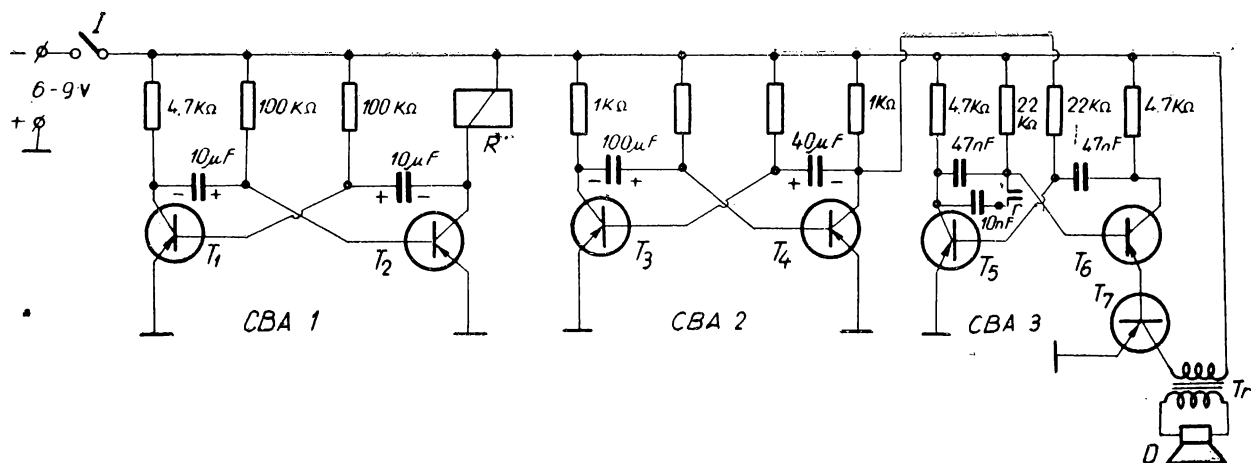 I
−
6-9V
+
4.7KΩ
100KΩ
100KΩ
R
10μF
− +
10μF
+ −
T1
T2
CBA 1
1KΩ
1KΩ
100μF
− +
40μF
+ −
T3
T4
CBA 2
4.7KΩ
22
KΩ
22KΩ
4.7KΩ
47nF
47nF
10nF
r
T5
T6
T7
CBA 3
Tr
D